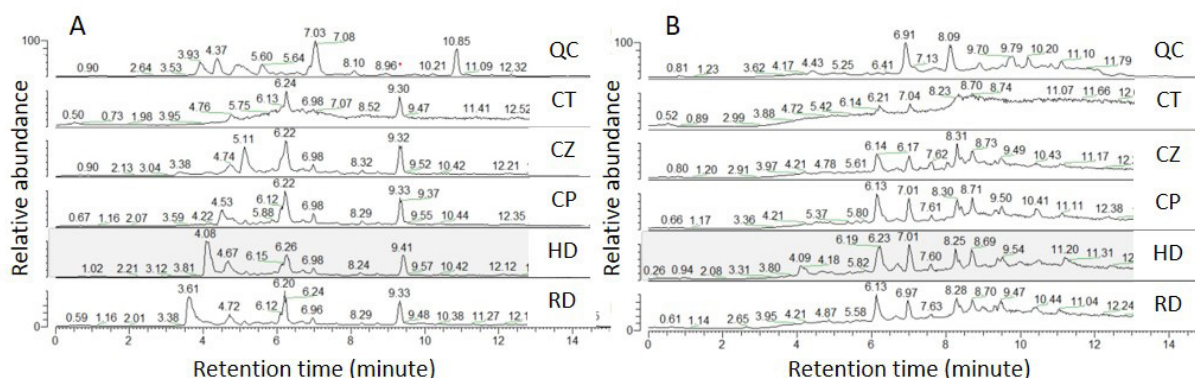 A
Relative abundance
100
0.90 2.64 3.53 3.93 4.37 5.60 5.64 7.03 7.08 8.10 8.96 10.21 10.85 11.09 12.32 QC
0.50 0.73 1.98 3.95 4.76 5.75 6.13 6.24 6.98 7.07 8.52 9.30 9.47 11.41 12.52 CT
0.90 2.13 3.04 3.38 4.74 5.11 6.22 6.98 8.32 9.32 9.52 10.42 12.21 CZ
0.67 1.16 2.07 3.59 4.22 4.53 5.88 6.12 6.22 6.98 8.29 9.33 9.37 9.55 10.44 12.35 CP
1.02 2.21 3.12 3.81 4.08 4.67 6.15 6.26 6.98 8.24 9.41 9.57 10.42 12.12 HD
0.59 1.16 2.01 3.38 3.61 4.72 6.12 6.20 6.24 6.96 8.29 9.33 9.48 10.38 11.27 RD
0
0 2 4 6 8 10 12 14
Retention time (minute)
B
Relative abundance
100
0.81 1.23 3.62 4.17 4.43 5.25 6.41 6.91 7.13 8.09 9.70 9.79 10.20 11.10 11.79 QC
0.52 0.89 2.99 3.88 4.72 5.42 6.14 6.21 7.04 8.23 8.70 8.74 11.07 11.66 CT
0.80 1.20 2.91 3.97 4.21 4.78 5.61 6.14 6.17 7.62 8.31 8.73 9.49 10.43 11.17 CZ
0.66 1.17 3.36 4.21 5.37 5.80 6.13 7.01 7.61 8.30 8.71 9.50 10.41 11.11 12.38 CP
0.26 0.94 2.08 3.31 3.80 4.09 4.18 5.82 6.19 6.23 7.01 7.60 8.25 8.69 9.54 11.20 11.31 HD
0.61 1.14 2.65 3.95 4.21 4.87 5.58 6.13 6.97 7.63 8.28 8.70 9.47 10.44 11.04 12.24 RD
0
0 2 4 6 8 10 12 14
Retention time (minute)